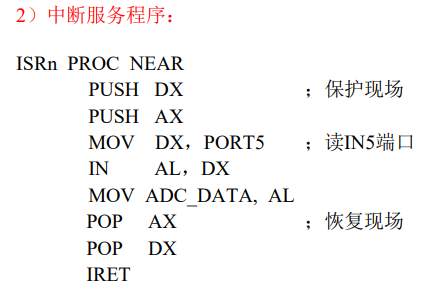 2）中断服务程序：
ISRn PROC NEAR
PUSH DX ；保护现场
PUSH AX
MOV DX，PORT5 ；读IN5端口
IN AL，DX
MOV ADC_DATA, AL
POP AX ；恢复现场
POP DX
IRET